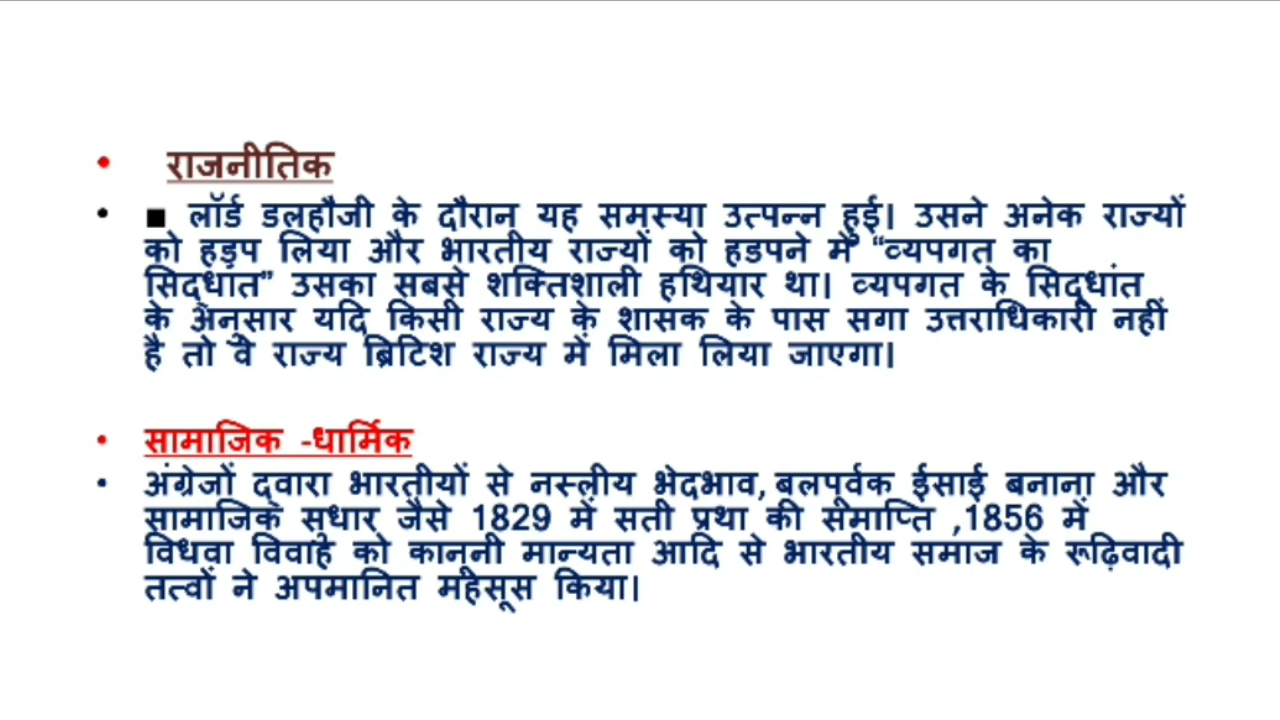 • राजनीतिक
• ■ लॉर्ड डलहौजी के दौरान यह समस्या उत्पन्न हुई। उसने अनेक राज्यों
को हड़प लिया और भारतीय राज्यों को हडपने में “व्यपगत का
सिद्धांत” उसका सबसे शक्तिशाली हथियार था। व्यपगत के सिद्धांत
के अनुसार यदि किसी राज्य के शासक के पास सगा उत्तराधिकारी नहीं
है तो वे राज्य ब्रिटिश राज्य में मिला लिया जाएगा।
• सामाजिक -धार्मिक
• अंग्रेजों द्वारा भारतीयों से नस्लीय भेदभाव, बलपूर्वक ईसाई बनाना और
सामाजिक सुधार जैसे 1829 में सती प्रथा की समाप्ति ,1856 में
विधवा विवाह को कानूनी मान्यता आदि से भारतीय समाज के रूढ़िवादी
तत्वों ने अपमानित महसूस किया।